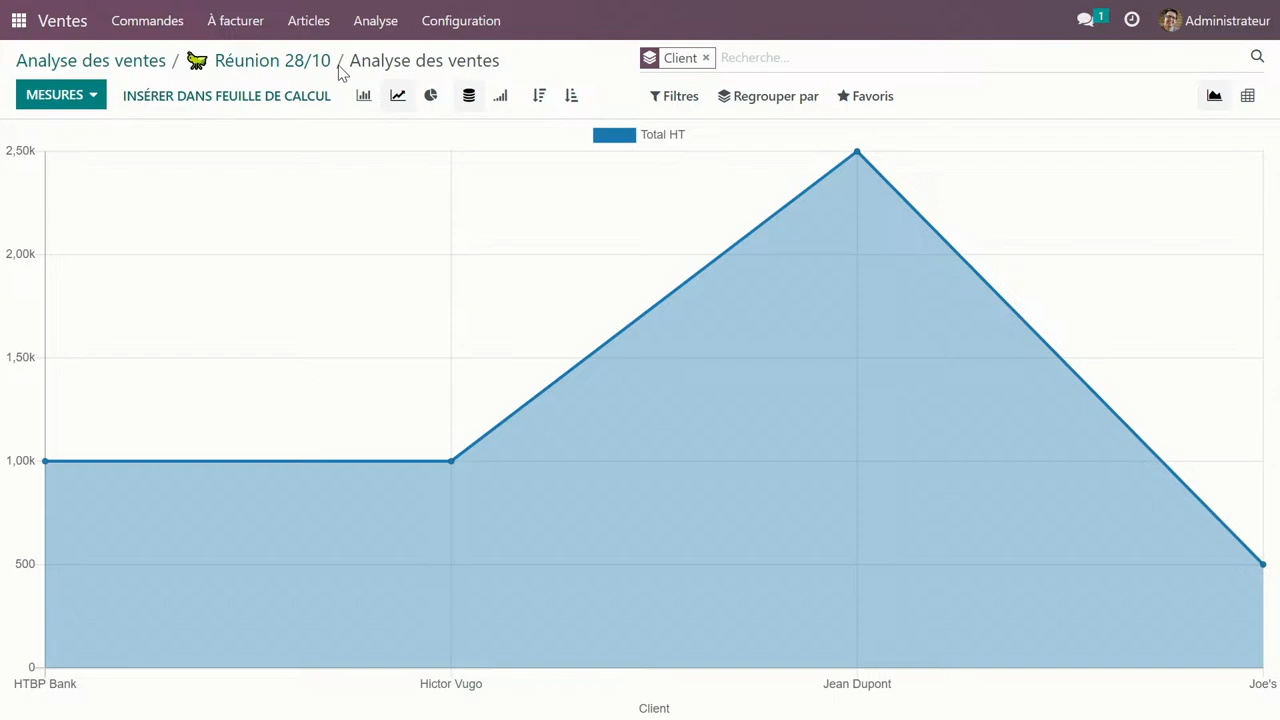 Ventes Commandes À facturer Articles Analyse Configuration 1 Administrateur
Analyse des ventes / Réunion 28/10 / Analyse des ventes Client × Recherche...
MESURES INSÉRER DANS FEUILLE DE CALCUL Filtres Regrouper par Favoris
Total HT
2,50k
2,00k
1,50k
1,00k
500
0
HTBP Bank Hictor Vugo Jean Dupont Joe's
Client